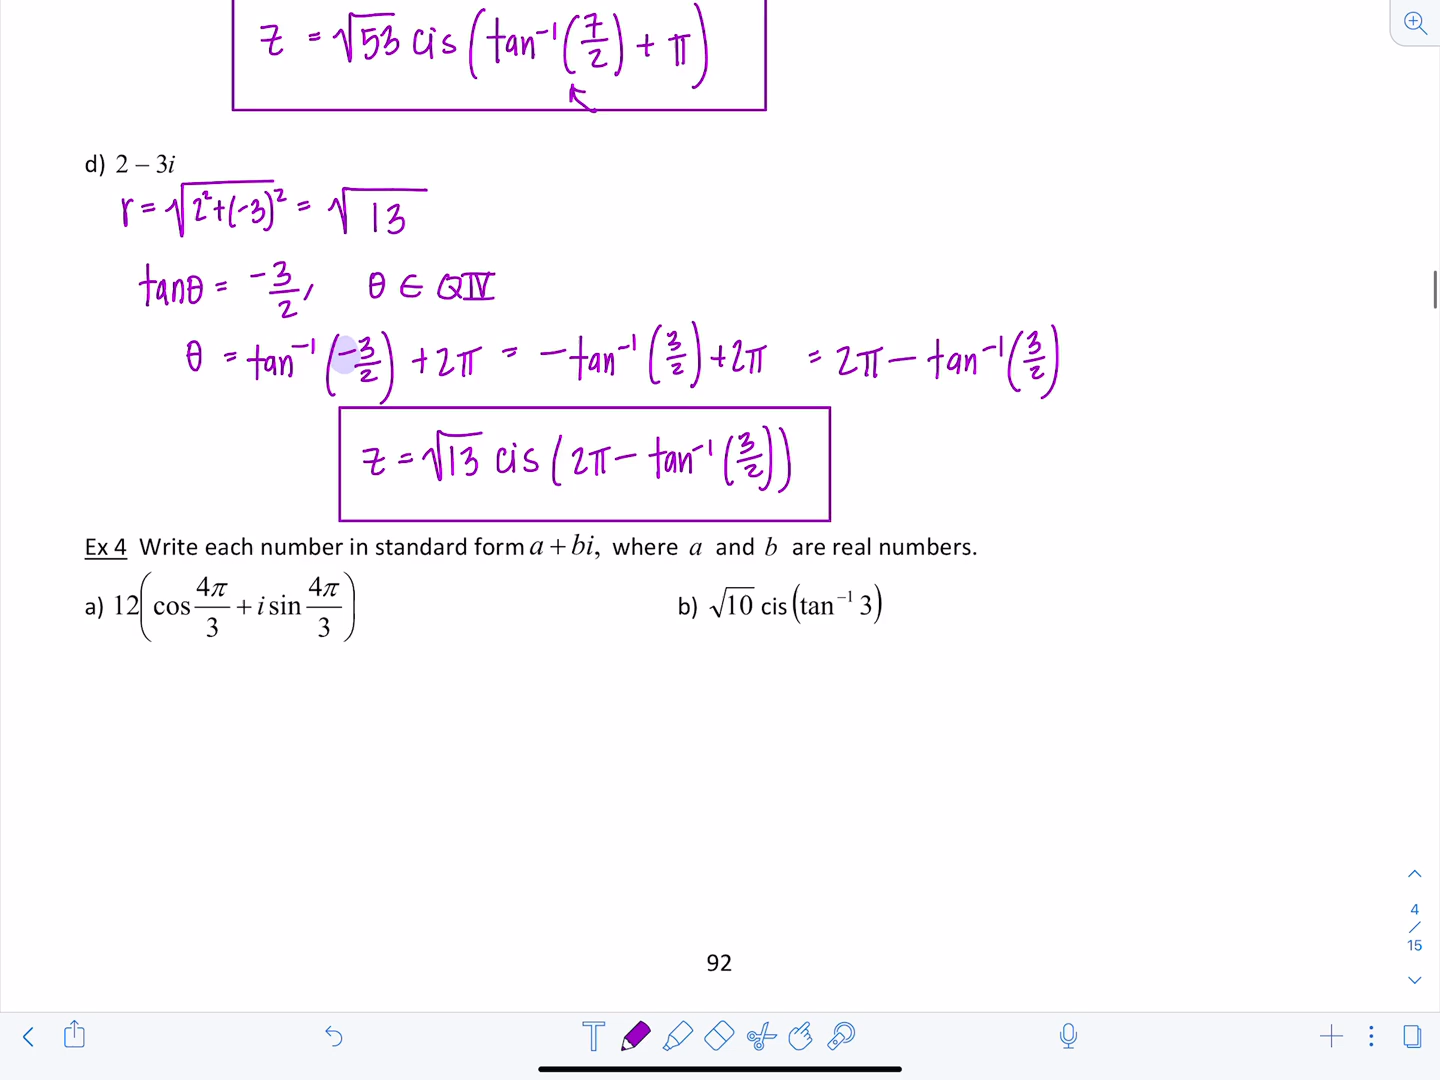 z = √53 cis (tan⁻¹(7/2) + π)
d) 2 − 3i
r = √2² + (-3)² = √13
tanθ = -3/2, θ ∈ QIV
θ = tan⁻¹(-3/2) + 2π = -tan⁻¹(3/2) + 2π = 2π − tan⁻¹(3/2)
z = √13 cis (2π − tan⁻¹(3/2))
Ex 4 Write each number in standard form a + bi, where a and b are real numbers.
a) 12(cos 4π/3 + i sin 4π/3) b) √10 cis(tan⁻¹ 3)
4
/
15
92
T